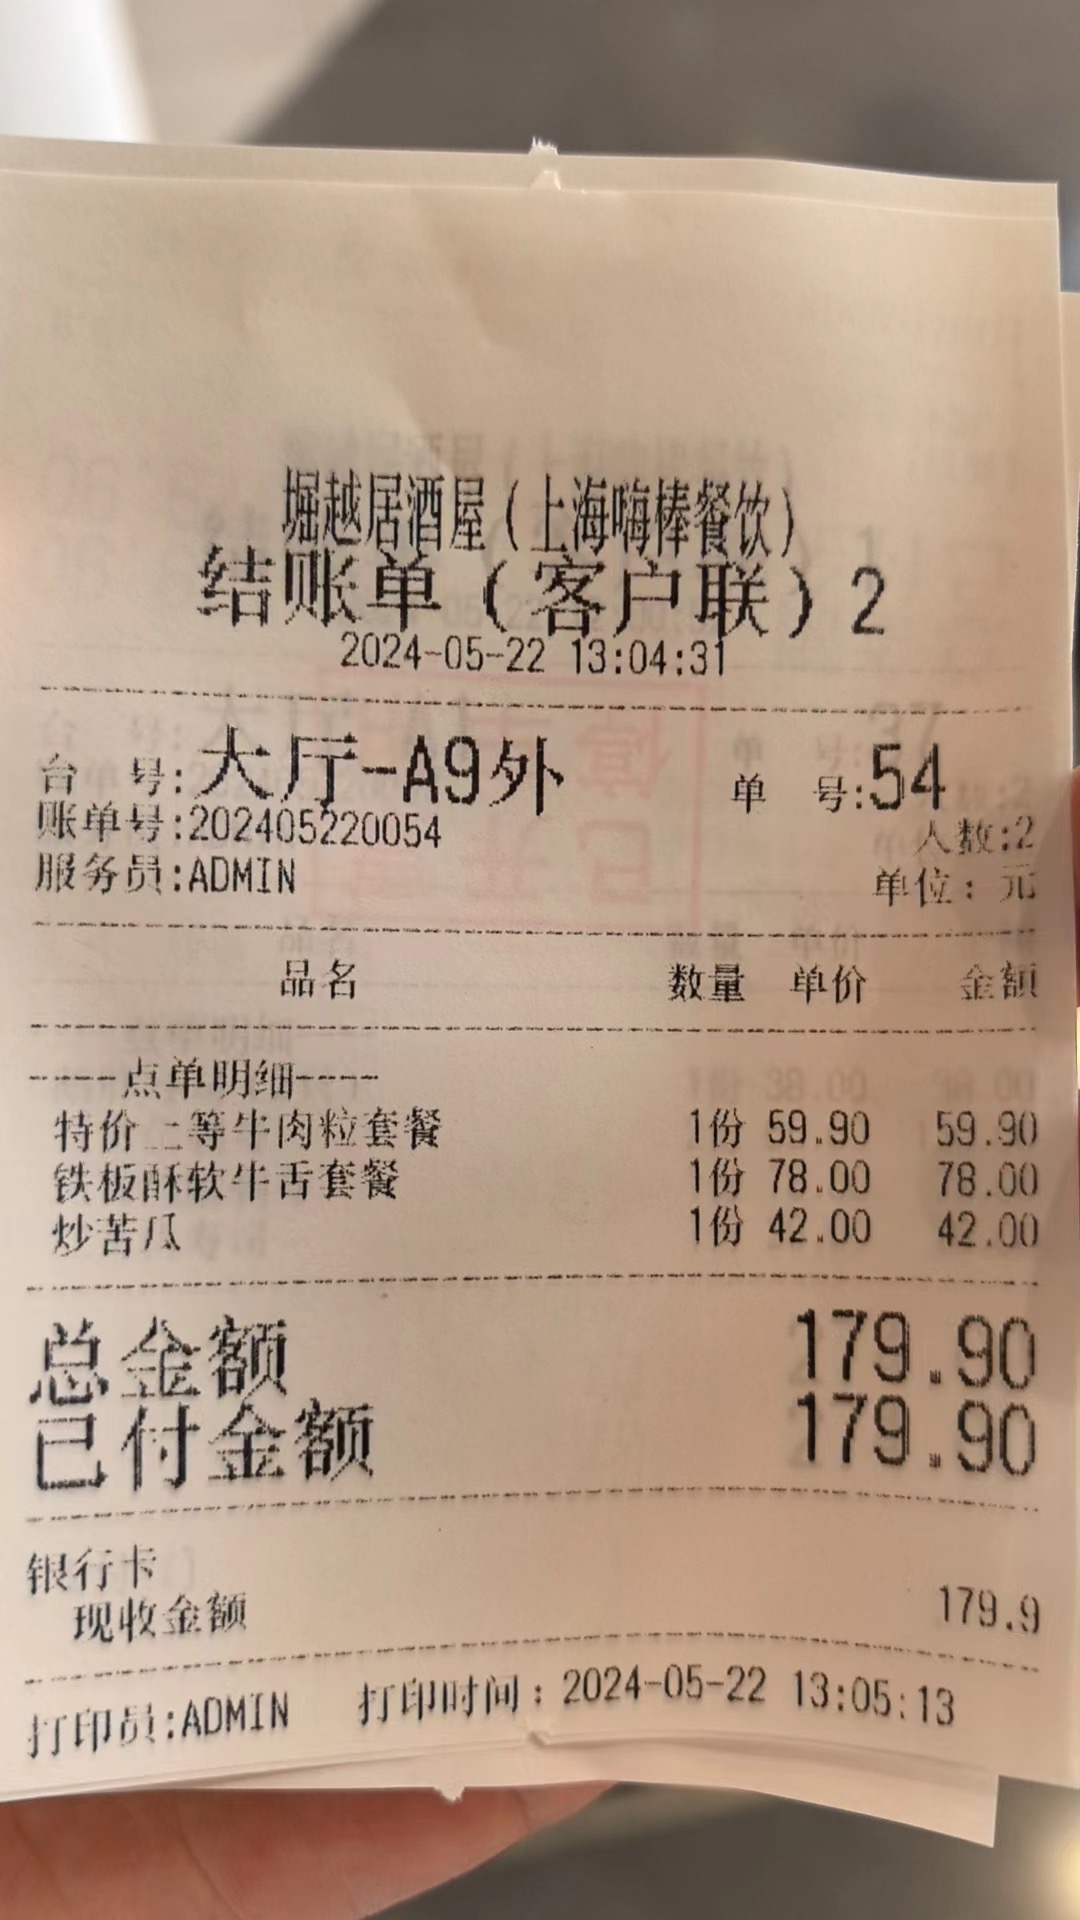 堀越居酒屋（上海嗨棒餐饮）
结账单（客户联）2
2024-05-22 13:04:31
台 号:大厅-A9外 单 号:54
账单号:202405220054 人数:2
服务员:ADMIN 单位：元
品名 数量 单价 金额
----点单明细----
特价上等牛肉粒套餐 1份 59.90 59.90
铁板酥软牛舌套餐 1份 78.00 78.00
炒苦瓜 1份 42.00 42.00
总金额 179.90
已付金额 179.90
银行卡
现收金额 179.9
打印员:ADMIN 打印时间：2024-05-22 13:05:13